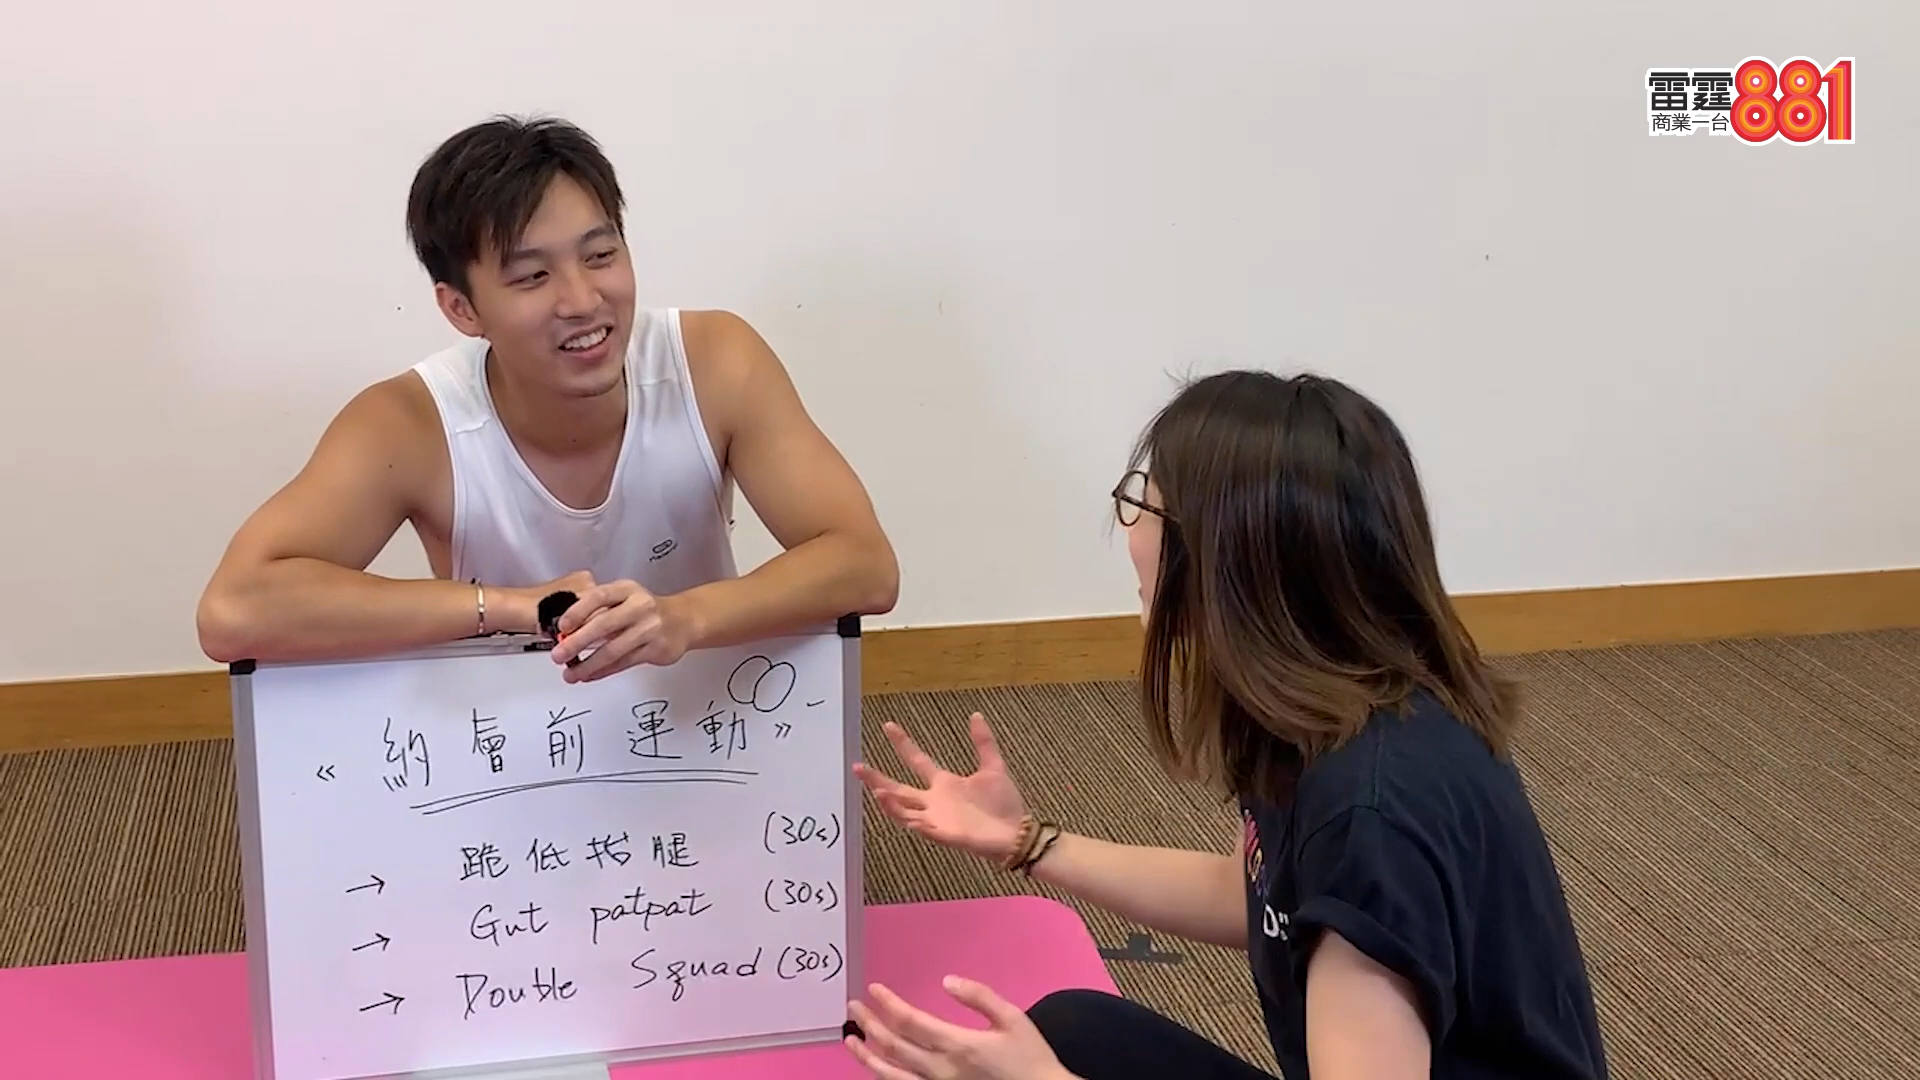 雷霆881
商業一台
《約會前運動》
→ 跪低指腿 (30s)
→ Gut patpat (30s)
→ Double Squad (30s)
D"